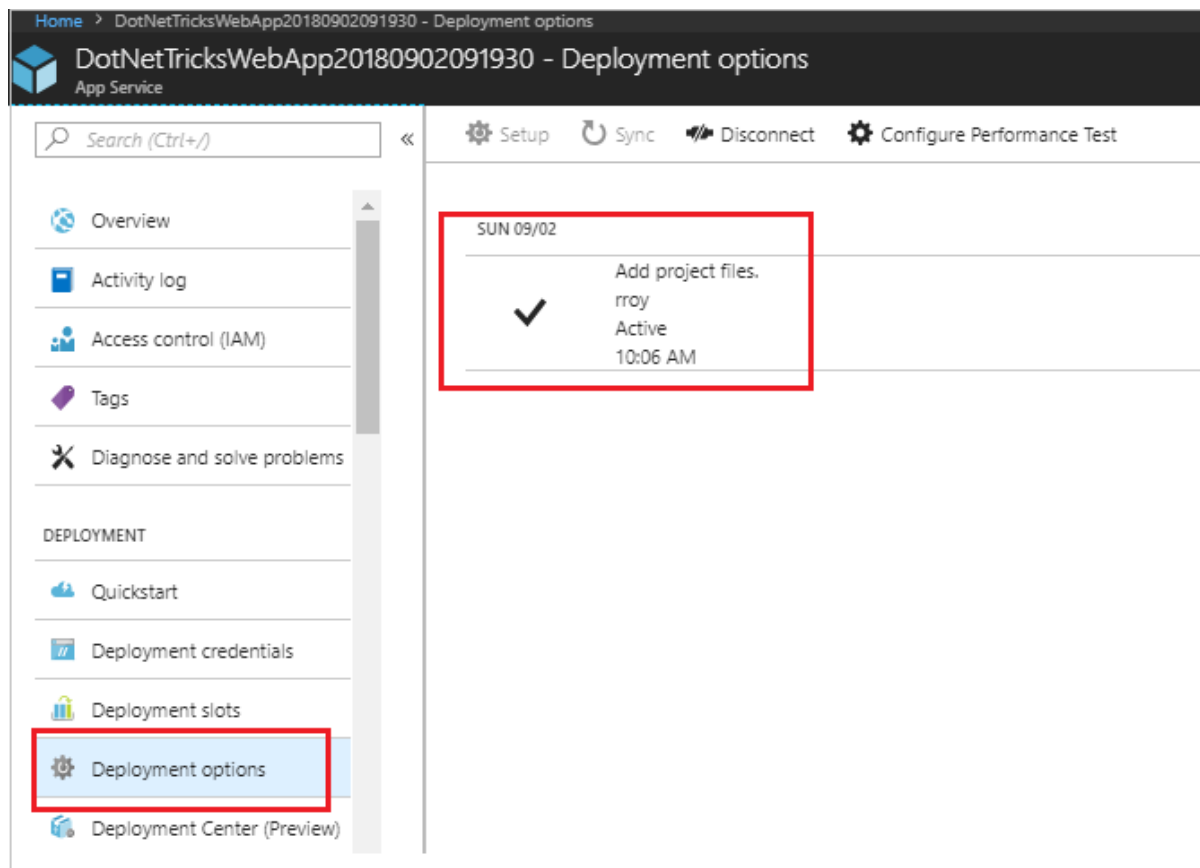 Home > DotNetTricksWebApp20180902091930 - Deployment options
DotNetTricksWebApp20180902091930 - Deployment options
App Service
Search (Ctrl+/)
«
Setup
Sync
Disconnect
Configure Performance Test
Overview
Activity log
Access control (IAM)
Tags
Diagnose and solve problems
DEPLOYMENT
Quickstart
Deployment credentials
Deployment slots
Deployment options
Deployment Center (Preview)
SUN 09/02
Add project files.
rroy
Active
10:06 AM